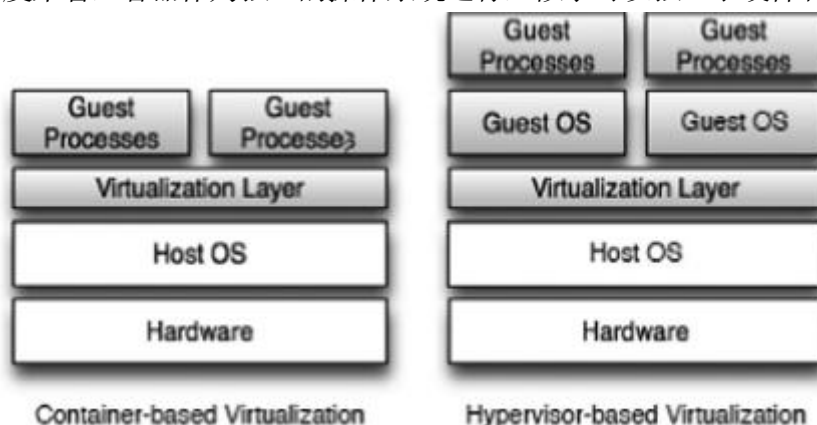 Guest Processes
Guest Processes
Guest Processes
Guest Processes
Guest OS
Guest OS
Virtualization Layer
Virtualization Layer
Host OS
Host OS
Hardware
Hardware
Container-based Virtualization
Hypervisor-based Virtualization